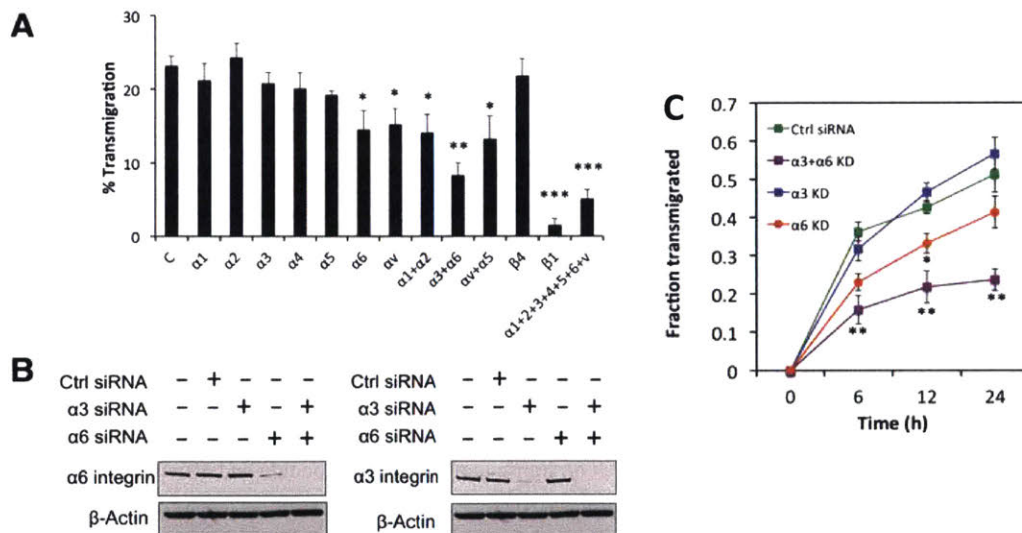 A
% Transmigration
30
20
10
0
*
*
*
**
*
***
***
C
α1
α2
α3
α4
α5
α6
αv
α1+α2
α3+α6
αv+α5
β4
β1
α1+2+3+4+5+6+v
B
Ctrl siRNA - + - - -
α3 siRNA - - + - +
α6 siRNA - - - + +
α6 integrin
β-Actin
Ctrl siRNA - + - - -
α3 siRNA - - + - +
α6 siRNA - - - + +
α3 integrin
β-Actin
C
Fraction transmigrated
0.7
0.6
0.5
0.4
0.3
0.2
0.1
0
Ctrl siRNA
α3+α6 KD
α3 KD
α6 KD
*
**
**
**
0
6
12
24
Time (h)